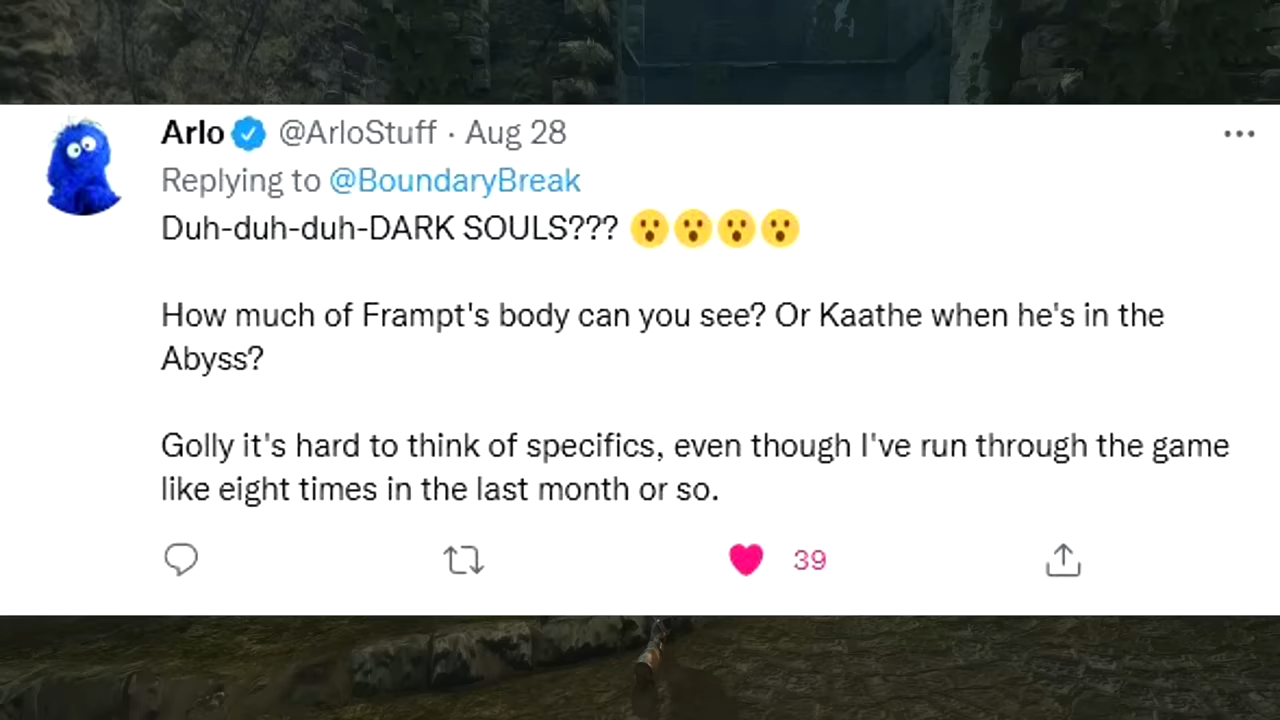 Arlo @ArloStuff · Aug 28
Replying to @BoundaryBreak
Duh-duh-duh-DARK SOULS??? 😮😮😮😮
How much of Frampt's body can you see? Or Kaathe when he's in the
Abyss?
Golly it's hard to think of specifics, even though I've run through the game
like eight times in the last month or so.
39